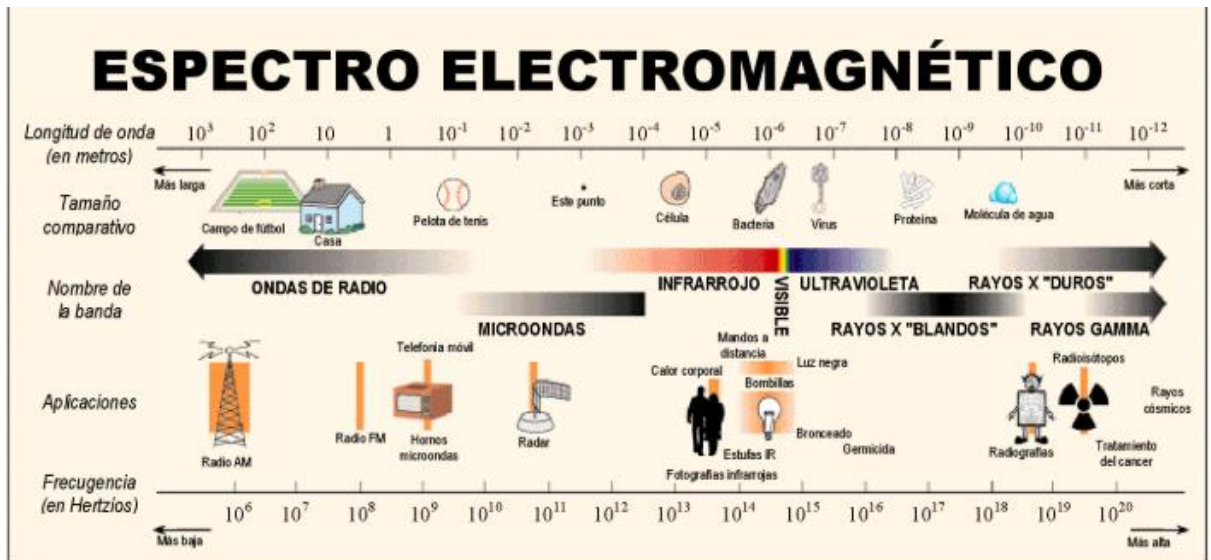 ESPECTRO ELECTROMAGNÉTICO
Longitud de onda
(en metros)
10³ 10² 10 1 10⁻¹ 10⁻² 10⁻³ 10⁻⁴ 10⁻⁵ 10⁻⁶ 10⁻⁷ 10⁻⁸ 10⁻⁹ 10⁻¹⁰ 10⁻¹¹ 10⁻¹²
Más larga
Más corta
Tamaño
comparativo
Campo de fútbol
Casa
Pelota de tenis
Este punto
Célula
Bacteria
Virus
Proteina
Molécula de agua
Nombre de
la banda
ONDAS DE RADIO
MICROONDAS
INFRARROJO
VISIBLE
ULTRAVIOLETA
RAYOS X "BLANDOS"
RAYOS X "DUROS"
RAYOS GAMMA
Aplicaciones
Radio AM
Radio FM
Telefonia móvil
Hornos
microondas
Radar
Calor corporal
Mandos a
distancia
Bombillas
Luz negra
Estufas IR
Fotografias infrarrojas
Bronceado
Germicida
Radiografias
Radioisótopos
Tratamiento
del cancer
Rayos
cósmicos
Frecugencia
(en Hertzios)
10⁶ 10⁷ 10⁸ 10⁹ 10¹⁰ 10¹¹ 10¹² 10¹³ 10¹⁴ 10¹⁵ 10¹⁶ 10¹⁷ 10¹⁸ 10¹⁹ 10²⁰
Más baja
Más alta